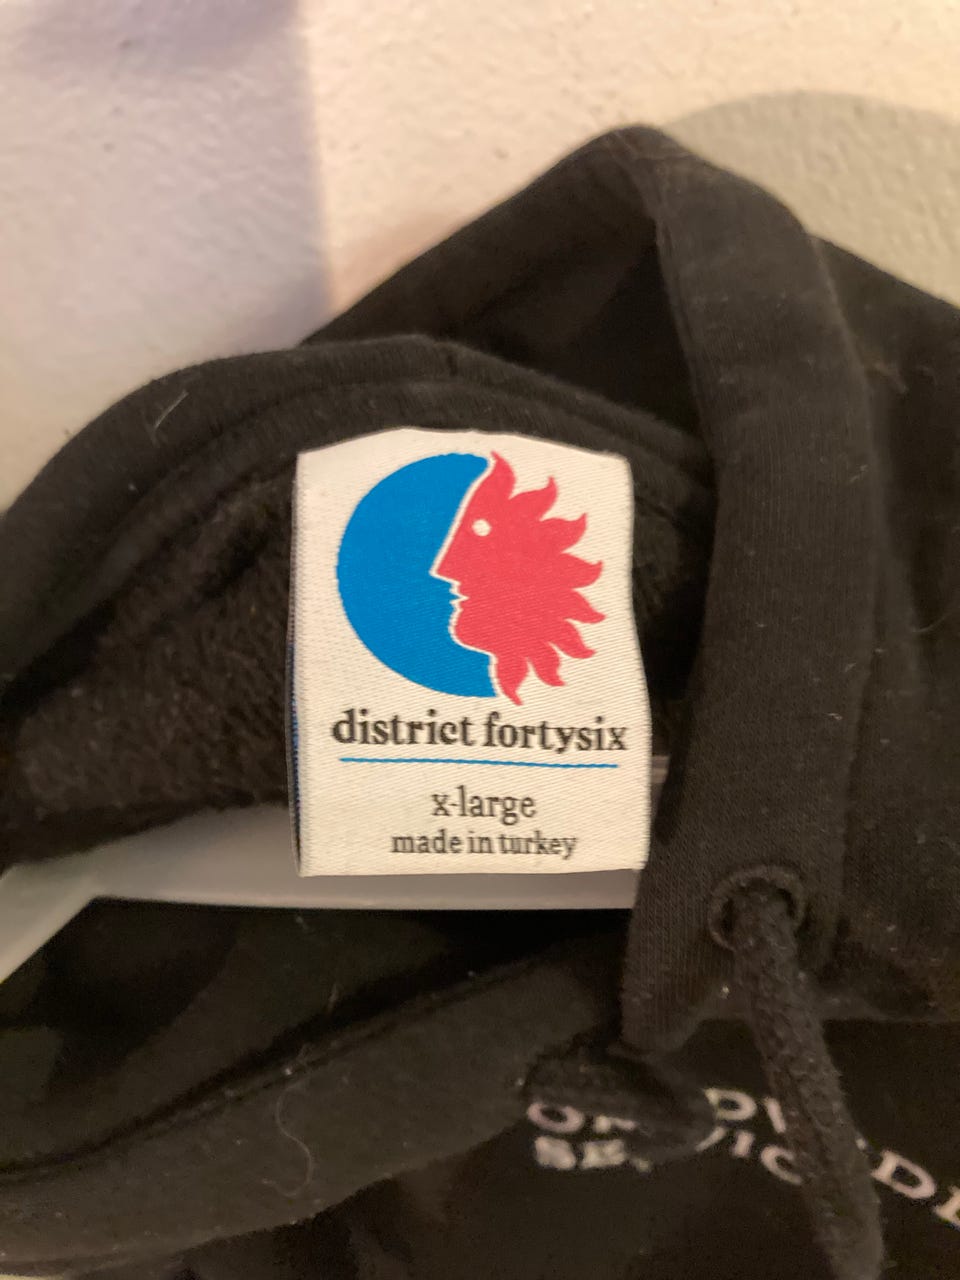 district fortysix
x-large
made in turkey